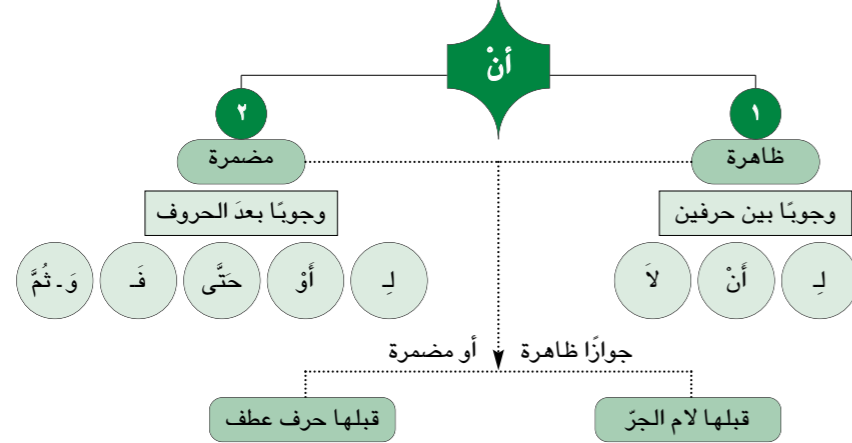 أنْ
١
٢
ظاهرة
مضمرة
وجوبًا بين حرفين
وجوبًا بعدَ الحروف
لِـ
أَنْ
لاَ
لِـ
أَوْ
حَتَّى
فَـ
وَ ـ ثُمَّ
جوازًا ظاهرة أو مضمرة
قبلها لام الجرّ
قبلها حرف عطف